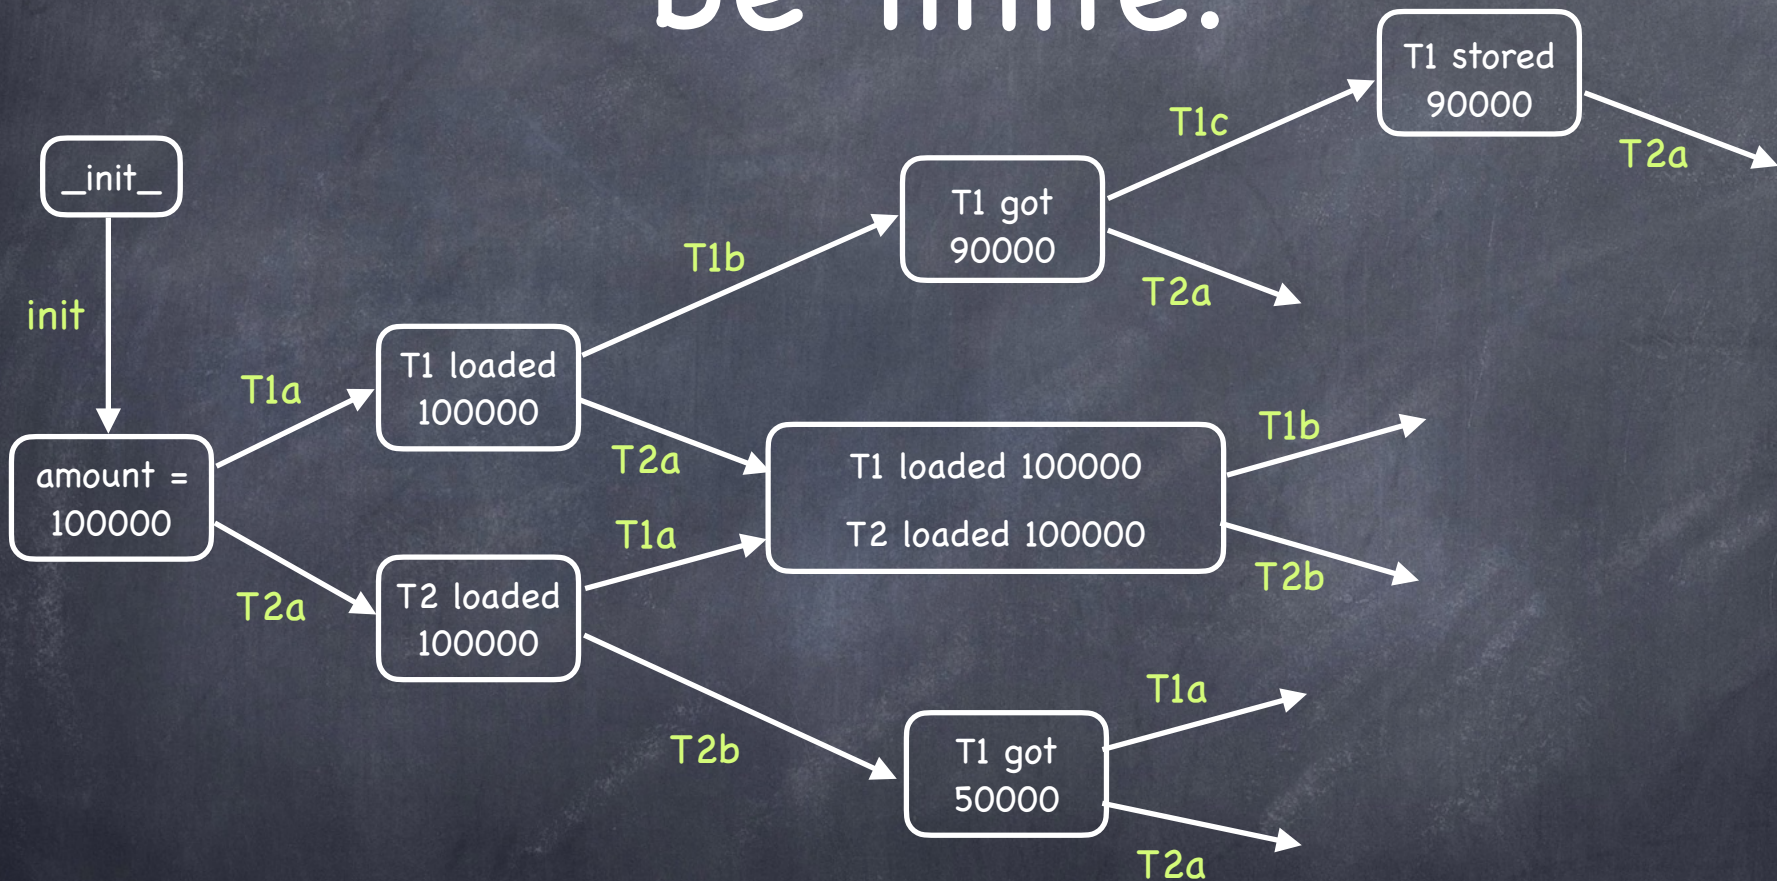 be finite.
T1 stored
90000
T1c
T2a
_init_
T1 got
90000
T1b
T2a
init
T1 loaded
100000
T1a
T2a
T1b
amount =
100000
T1 loaded 100000
T2 loaded 100000
T1a
T2b
T2a
T2 loaded
100000
T1a
T2b
T1 got
50000
T2a